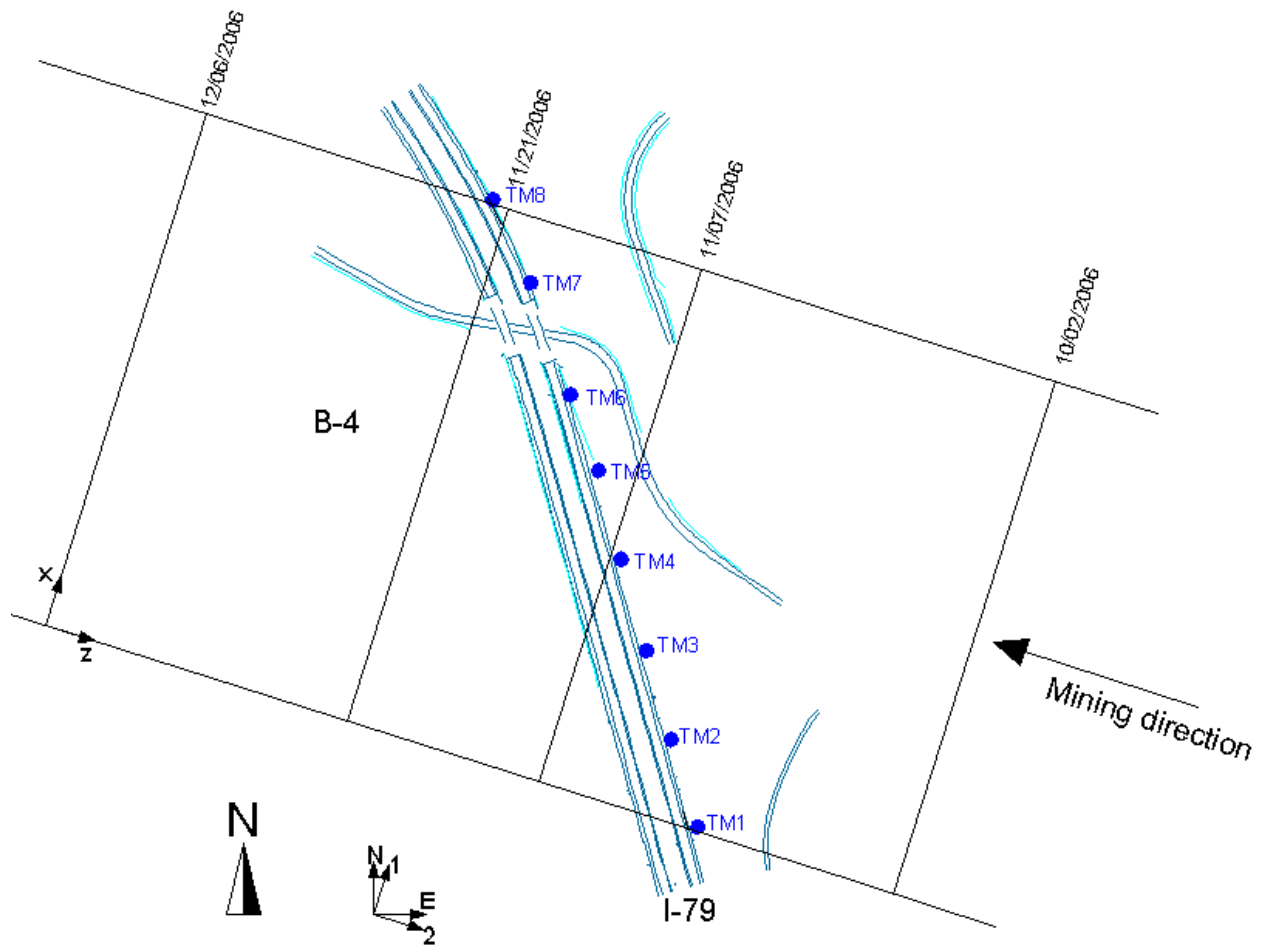 12/06/2006
11/21/2006
TM8
11/07/2006
TM7
10/02/2006
TM6
B-4
TM5
TM4
x
z
TM3
Mining direction
TM2
N
TM1
N
1
E
2
I-79